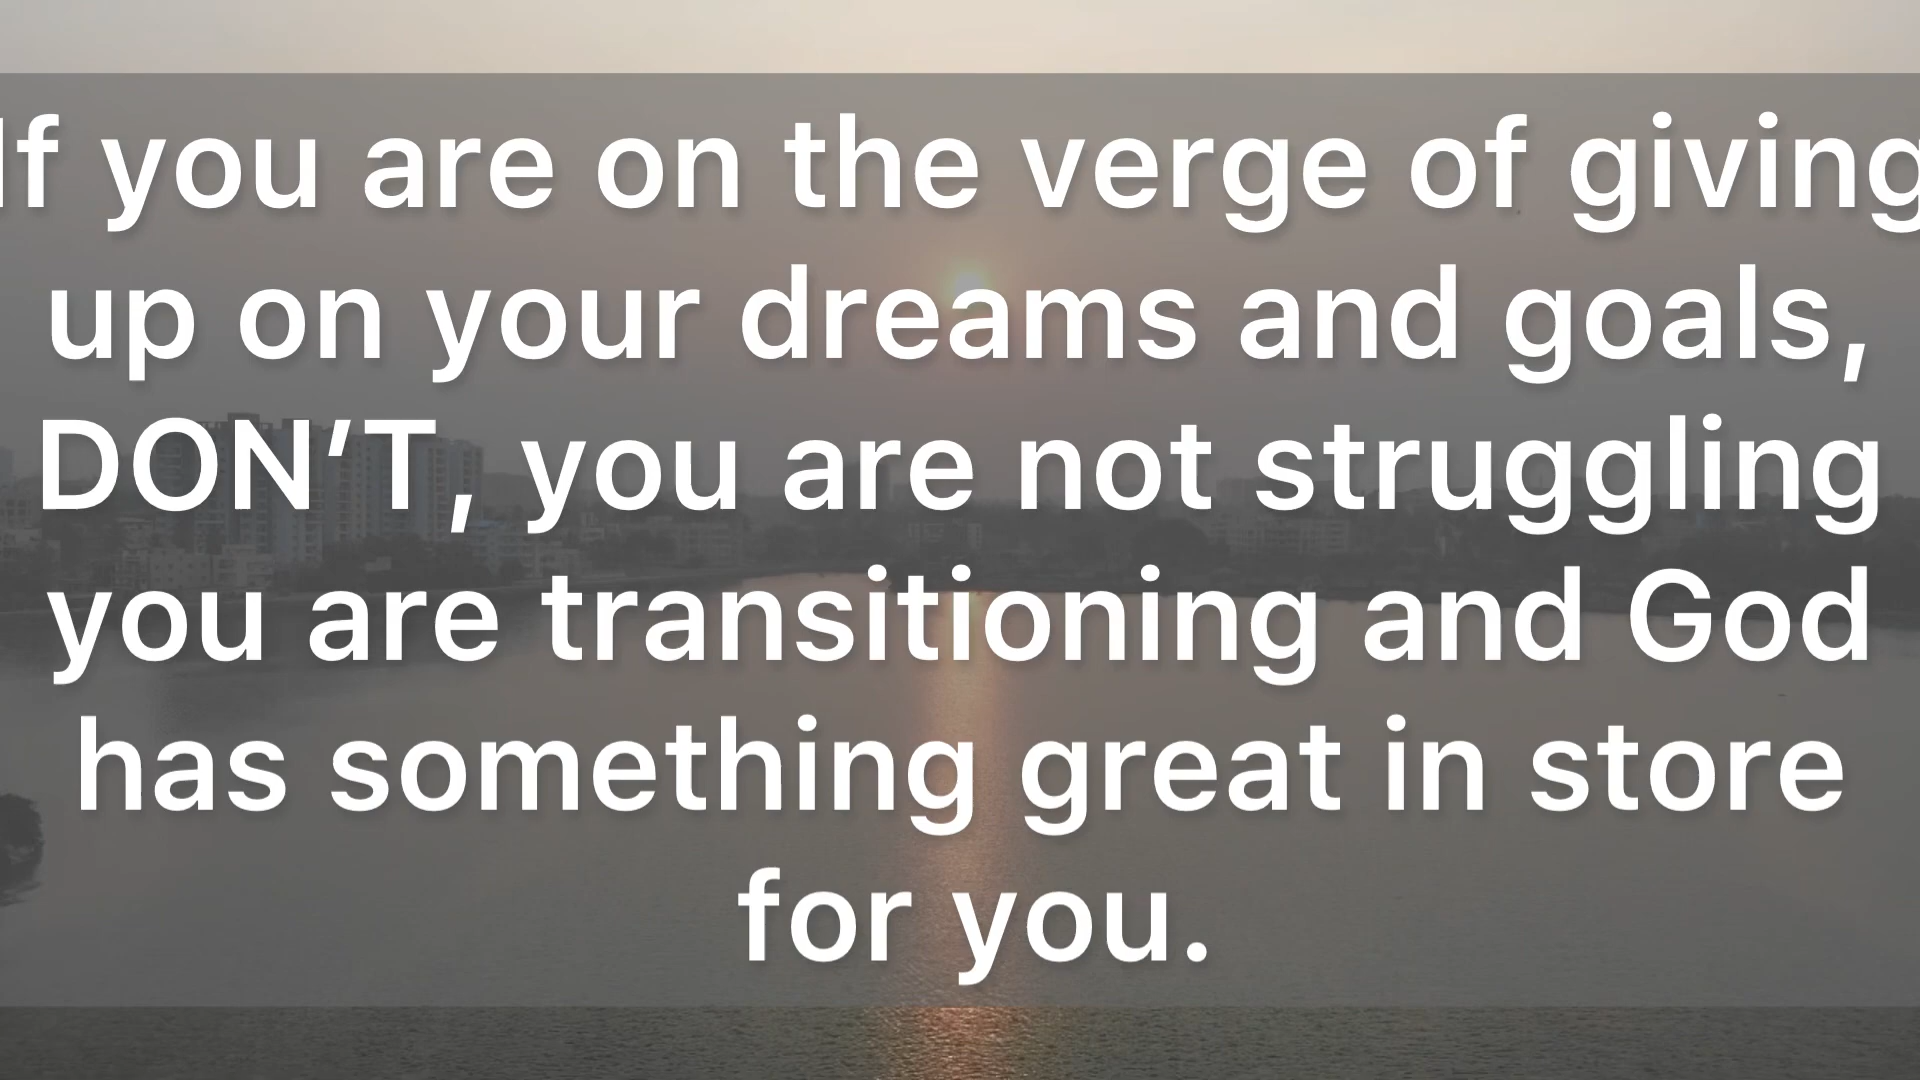 If you are on the verge of giving
up on your dreams and goals,
DON’T, you are not struggling
you are transitioning and God
has something great in store
for you.